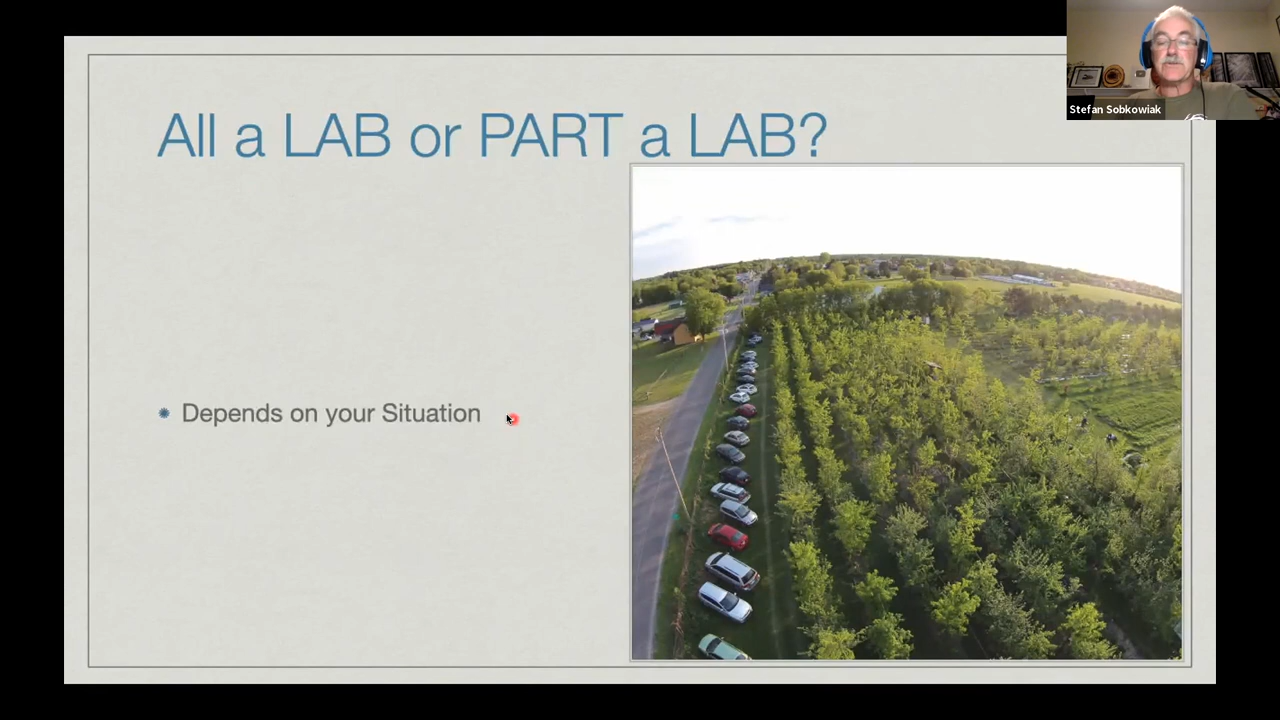 All a LAB or PART a LAB?
Stefan Sobkowiak
Depends on your Situation